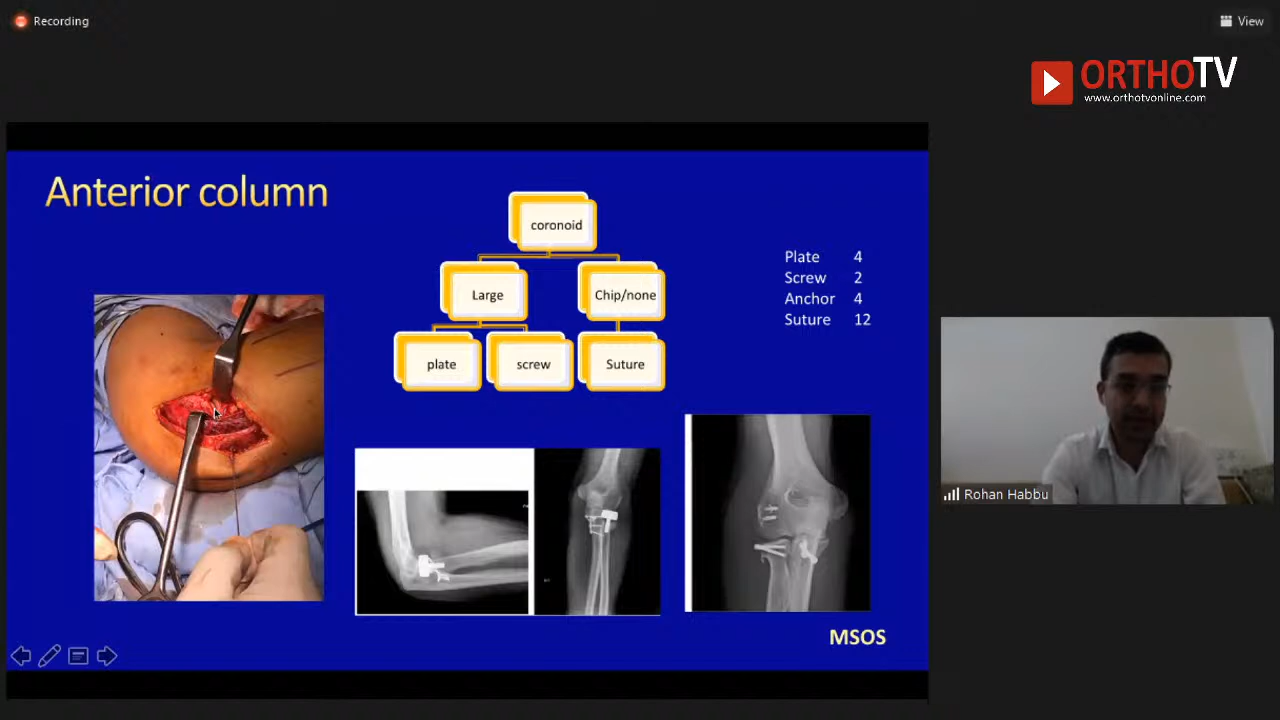 Recording
View
ORTHOTV
www.orthotvonline.com
Anterior column
coronoid
Large
Chip/none
plate
screw
Suture
Plate 4
Screw 2
Anchor 4
Suture 12
MSOS
Rohan Habbu